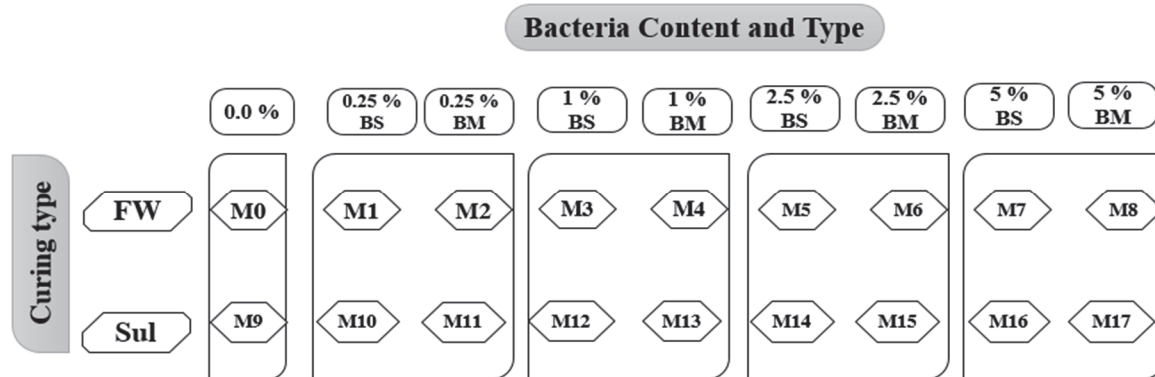 Bacteria Content and Type
0.0 %
0.25 %
BS
0.25 %
BM
1 %
BS
1 %
BM
2.5 %
BS
2.5 %
BM
5 %
BS
5 %
BM
Curing type
FW
M0
M1
M2
M3
M4
M5
M6
M7
M8
Sul
M9
M10
M11
M12
M13
M14
M15
M16
M17